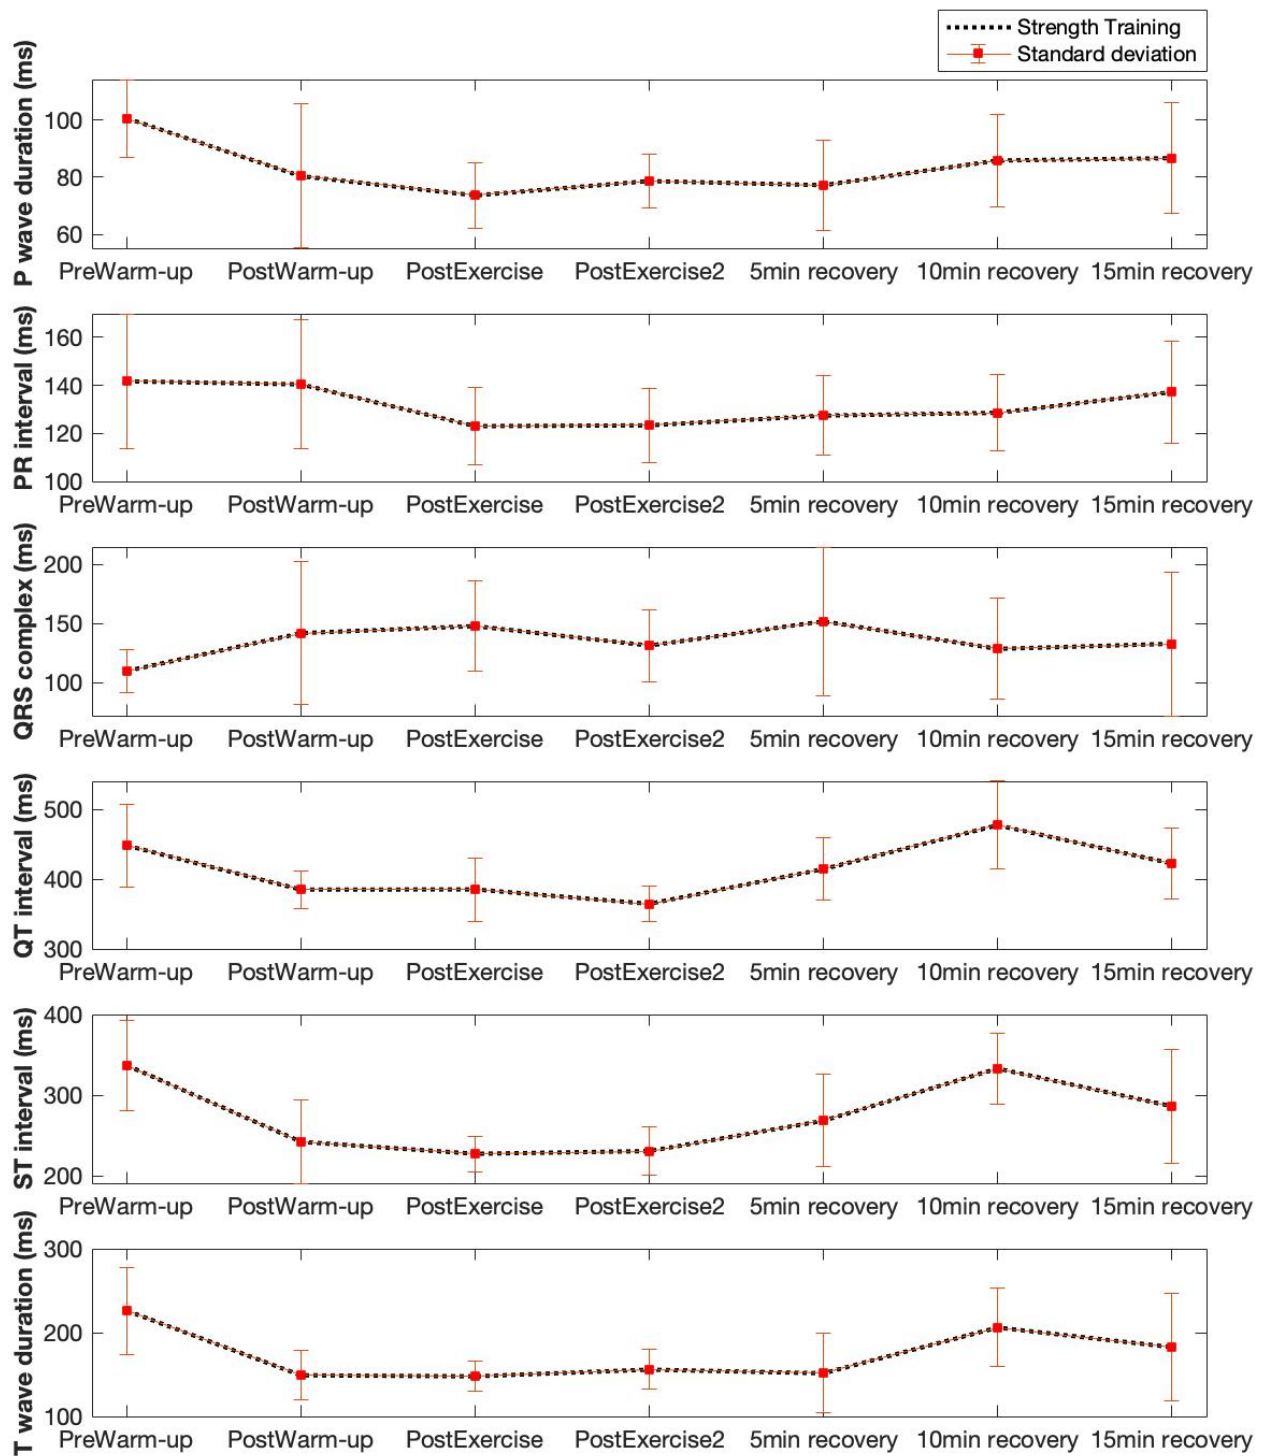 Strength Training
Standard deviation
P wave duration (ms)
100
80
60
PreWarm-up PostWarm-up PostExercise PostExercise2 5min recovery 10min recovery 15min recovery
PR interval (ms)
160
140
120
100
PreWarm-up PostWarm-up PostExercise PostExercise2 5min recovery 10min recovery 15min recovery
QRS complex (ms)
200
150
100
PreWarm-up PostWarm-up PostExercise PostExercise2 5min recovery 10min recovery 15min recovery
QT interval (ms)
500
400
300
PreWarm-up PostWarm-up PostExercise PostExercise2 5min recovery 10min recovery 15min recovery
ST interval (ms)
400
300
200
PreWarm-up PostWarm-up PostExercise PostExercise2 5min recovery 10min recovery 15min recovery
T wave duration (ms)
300
200
100
PreWarm-up PostWarm-up PostExercise PostExercise2 5min recovery 10min recovery 15min recovery